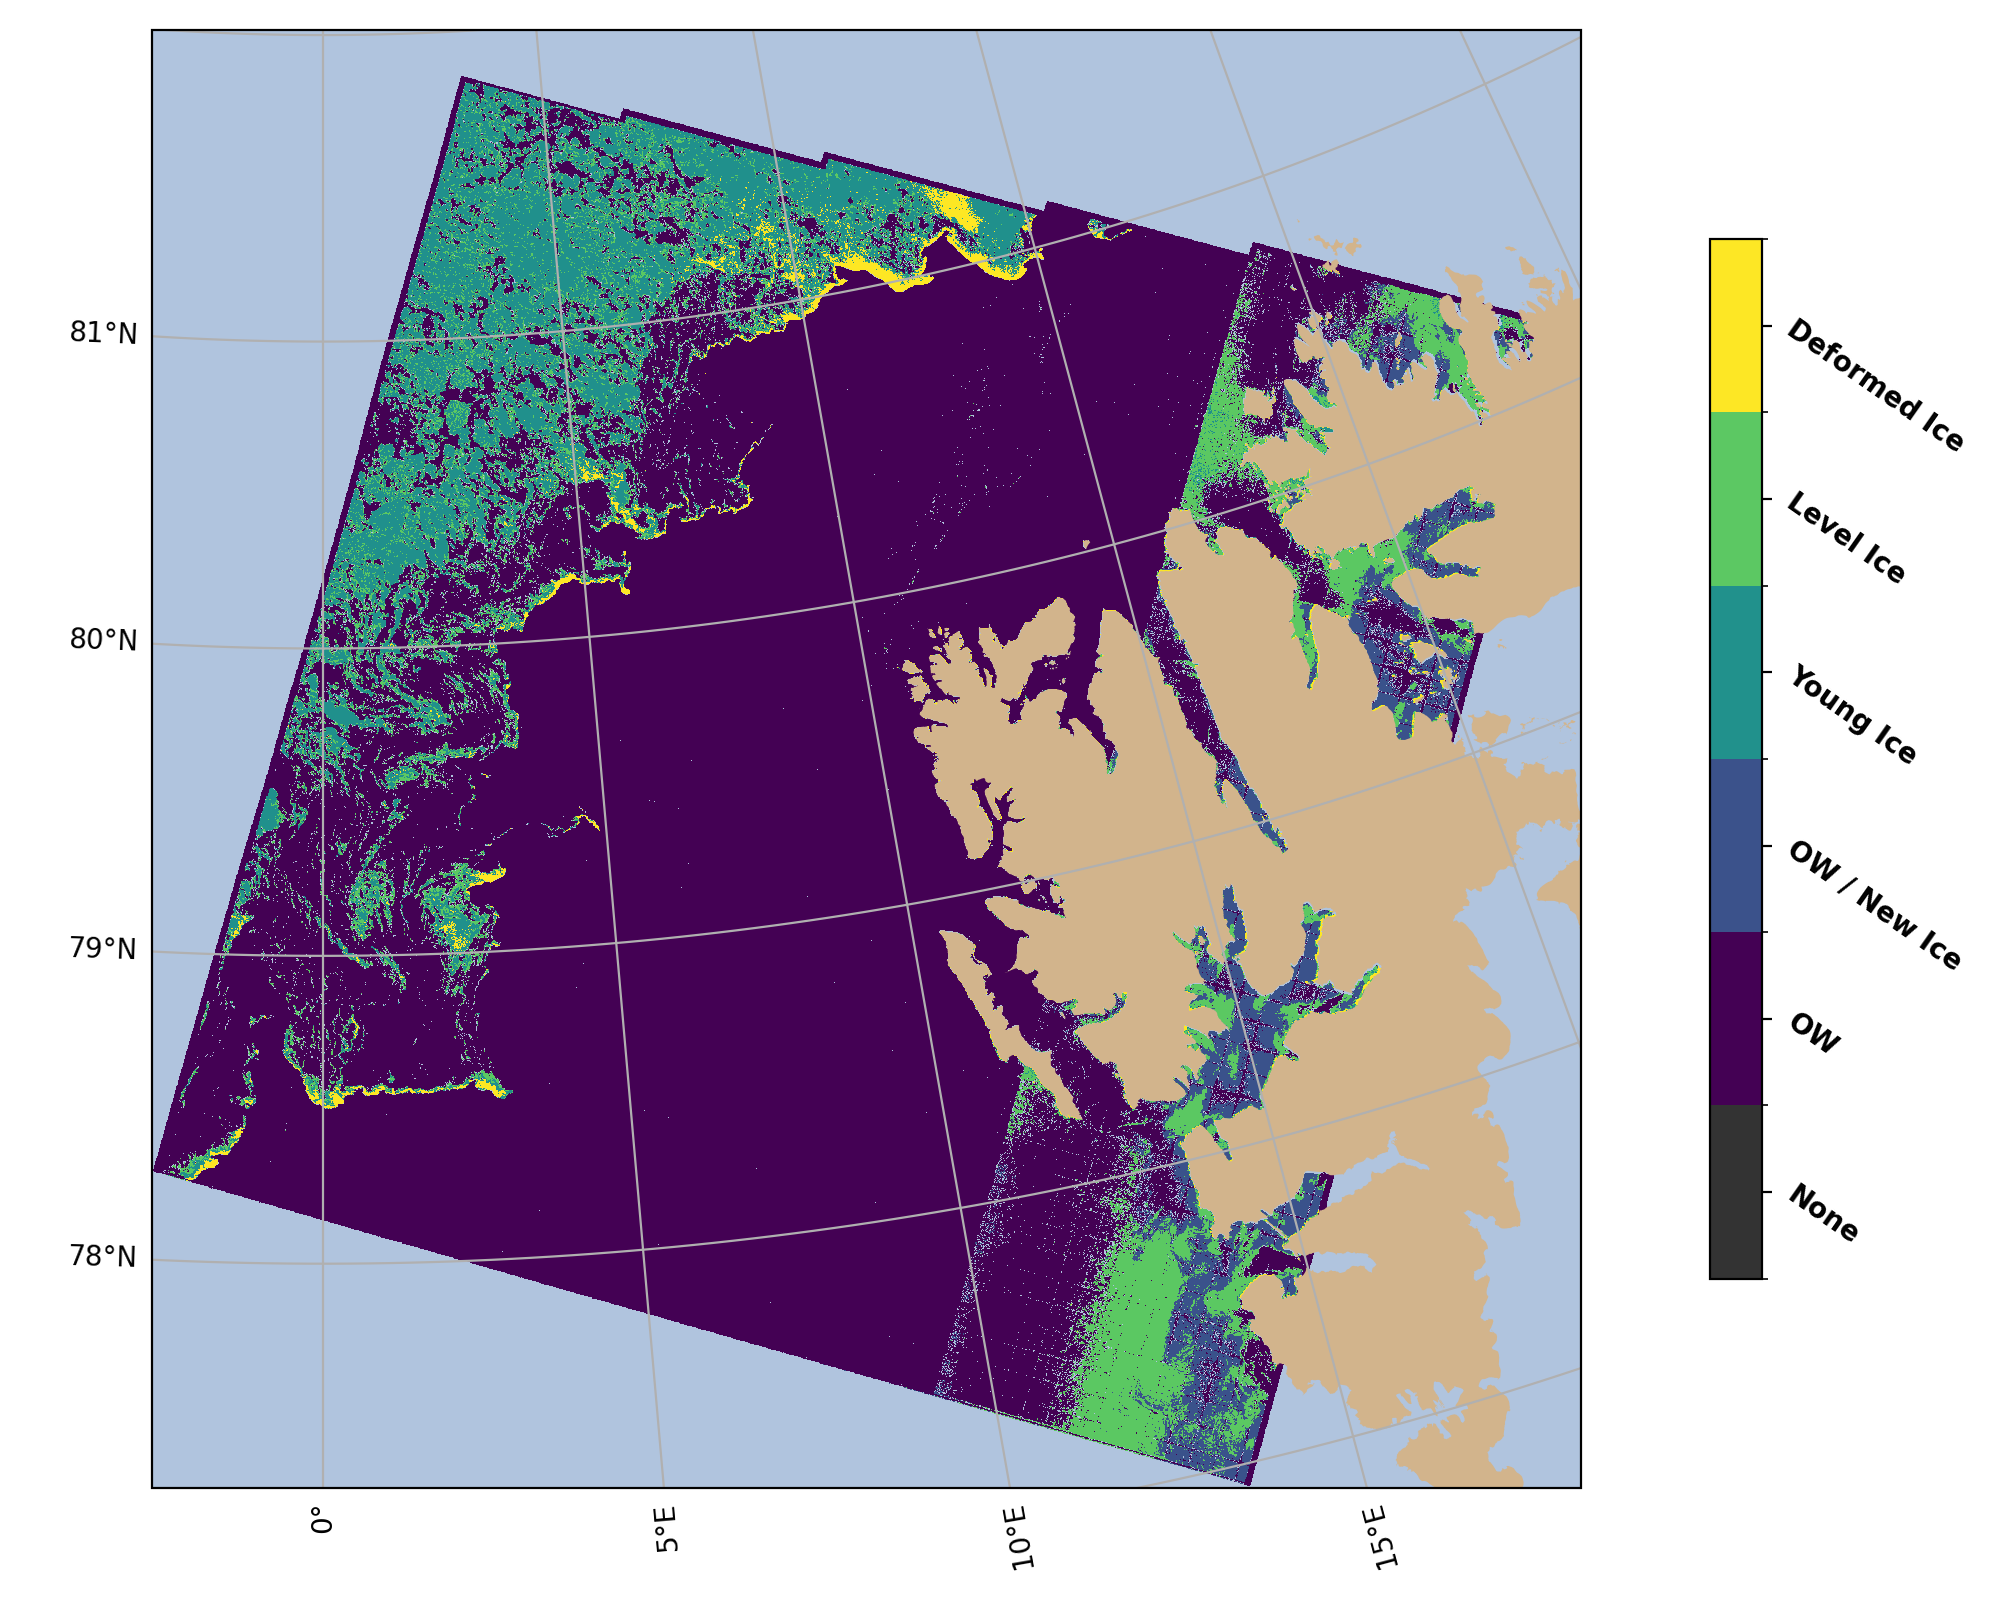 81°N
80°N
79°N
78°N
0°
5°E
10°E
15°E
Deformed Ice
Level Ice
Young Ice
OW / New Ice
OW
None